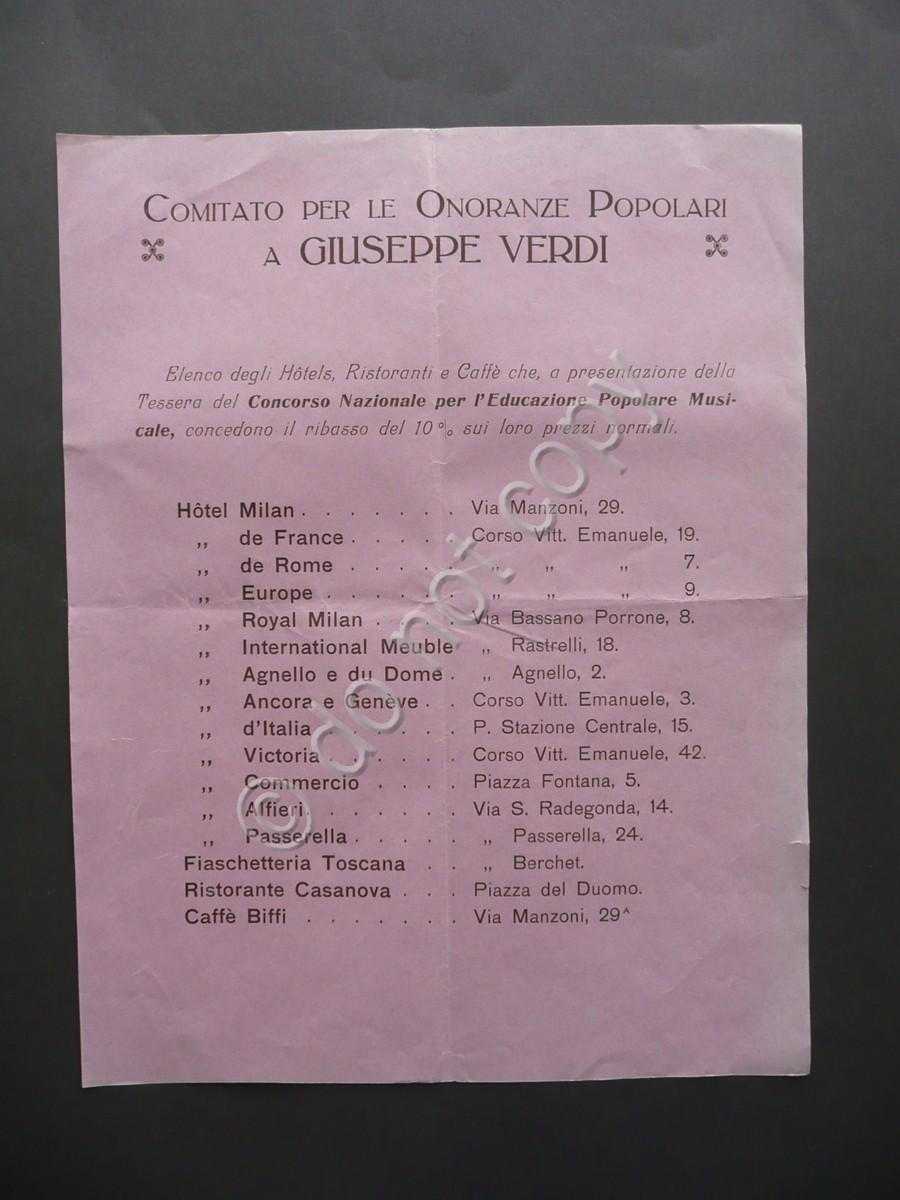 COMITATO PER LE ONORANZE POPOLARI
A GIUSEPPE VERDI
Elenco degli Hôtels, Ristoranti e Caffè che, a presentazione della
Tessera del Concorso Nazionale per l'Educazione Popolare Musi-
cale, concedono il ribasso del 10 % sui loro prezzi normali.
Hôtel Milan . . . . . . . Via Manzoni, 29.
„ de France . . . . . Corso Vitt. Emanuele, 19.
„ de Rome . . . . . „ „ „ 7.
„ Europe . . . . . . „ „ „ 9.
„ Royal Milan . . . . Via Bassano Porrone, 8.
„ International Meuble „ Rastrelli, 18.
„ Agnello e du Dome . „ Agnello, 2.
„ Ancora e Genève . . Corso Vitt. Emanuele, 3.
„ d'Italia . . . . . . P. Stazione Centrale, 15.
„ Victoria . . . . . Corso Vitt. Emanuele, 42.
„ Commercio . . . . Piazza Fontana, 5.
„ Alfieri . . . . . . Via S. Radegonda, 14.
„ Passerella . . . . . „ Passerella, 24.
Fiaschetteria Toscana . . „ Berchet.
Ristorante Casanova . . . Piazza del Duomo.
Caffè Biffi . . . . . . . Via Manzoni, 29A
© do not copy